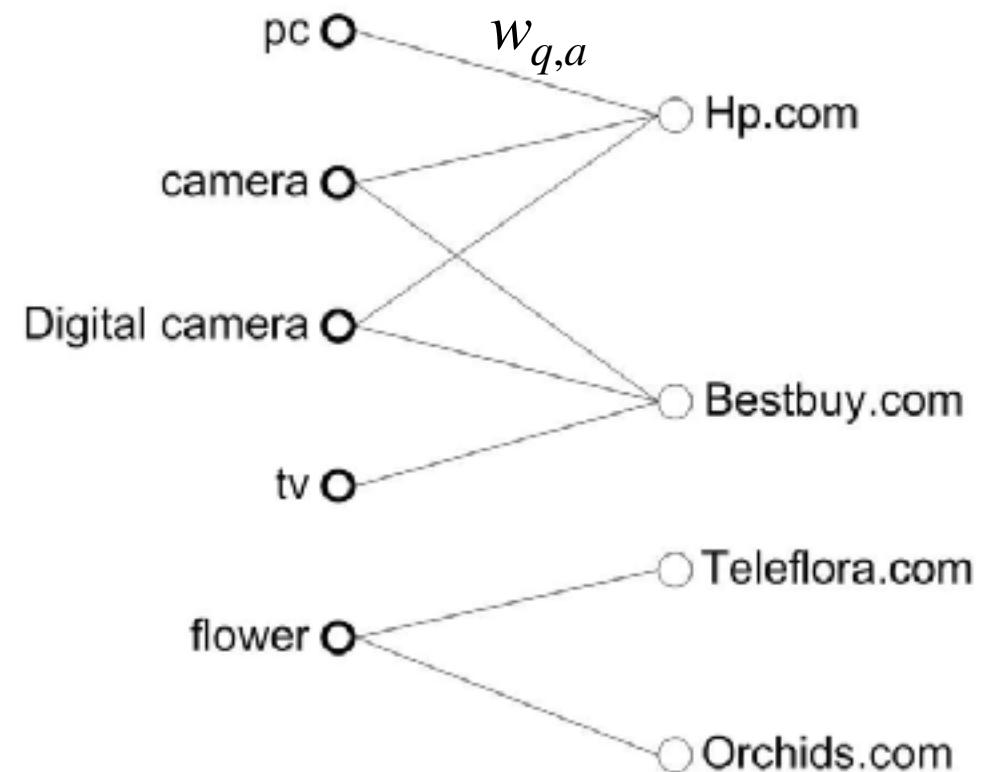 pc
w_{q,a}
Hp.com
camera
Digital camera
Bestbuy.com
tv
Teleflora.com
flower
Orchids.com